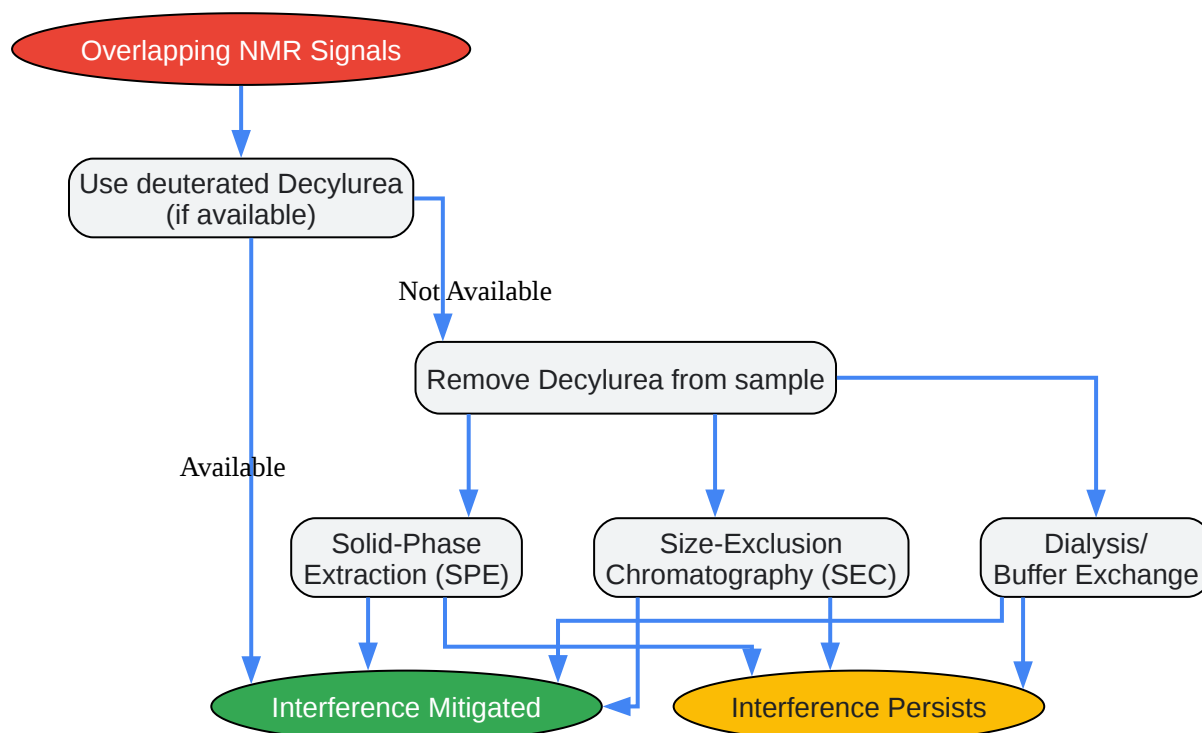 Overlapping NMR Signals
Use deuterated Decylurea
(if available)
Not Available
Remove Decylurea from sample
Available
Solid-Phase
Extraction (SPE)
Size-Exclusion
Chromatography (SEC)
Dialysis/
Buffer Exchange
Interference Mitigated
Interference Persists